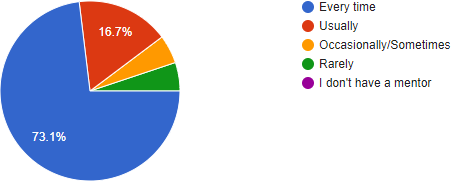 73.1%
16.7%
Every time
Usually
Occasionally/Sometimes
Rarely
I don't have a mentor